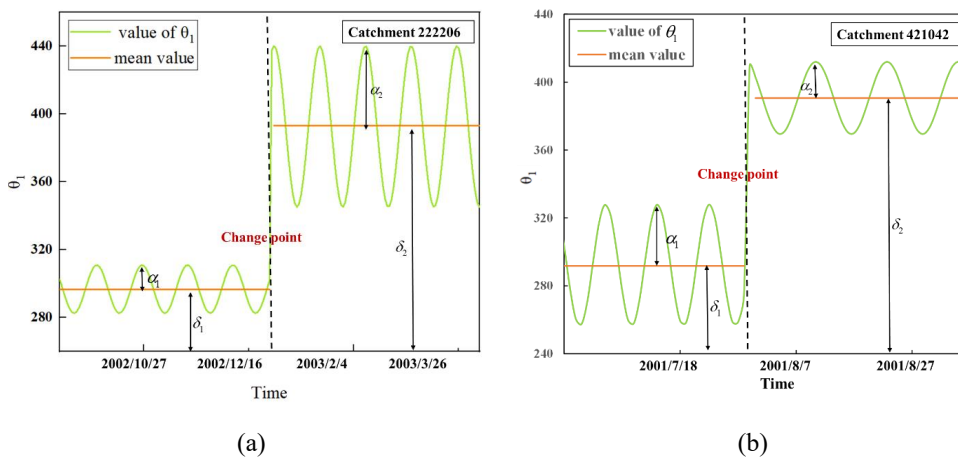 value of θ₁
mean value
Catchment 222206
440
400
360
320
280
θ₁
α₁
δ₁
α₂
δ₂
Change point
2002/10/27
2002/12/16
2003/2/4
2003/3/26
Time
(a)
value of θ₁
mean value
Catchment 421042
440
400
360
320
280
240
θ₁
α₁
δ₁
α₂
δ₂
Change point
2001/7/18
2001/8/7
2001/8/27
Time
(b)